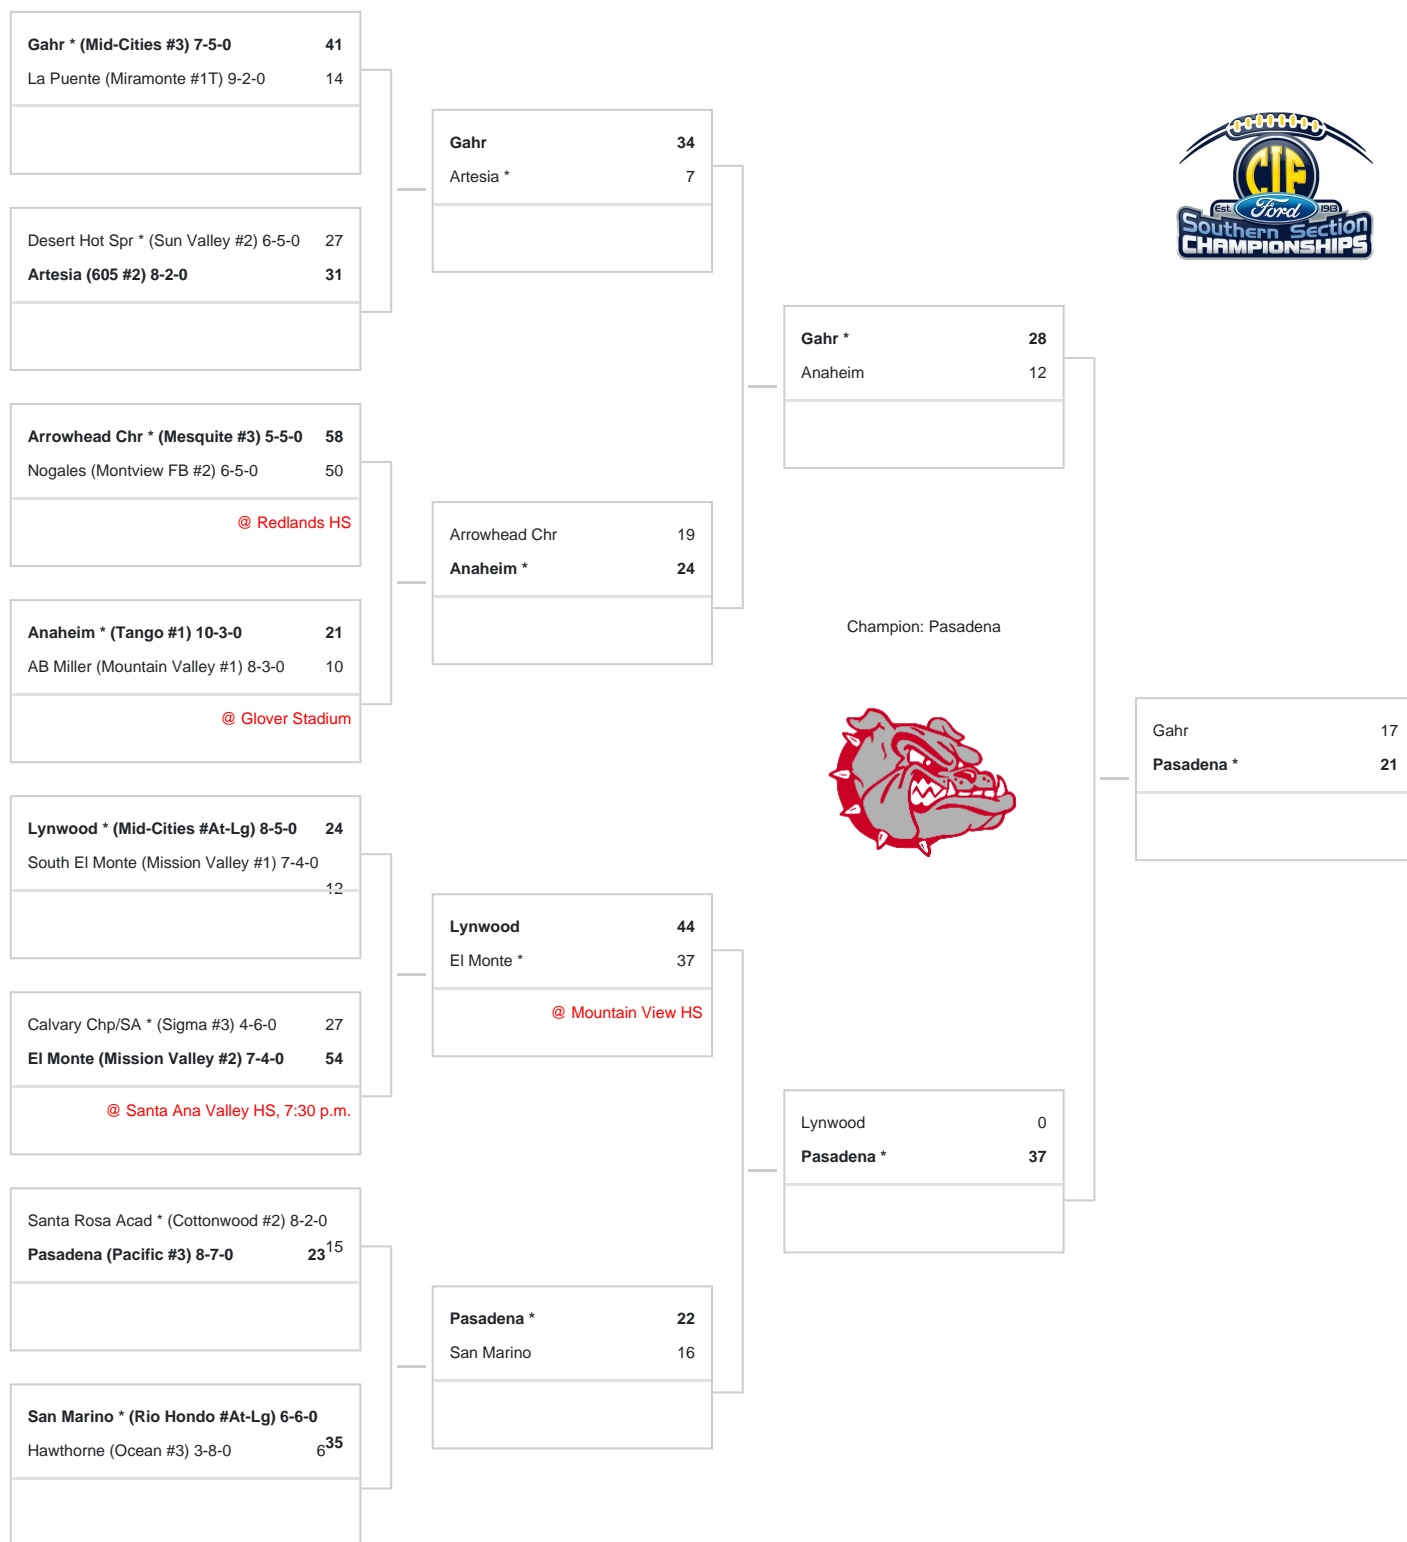 Gahr * (Mid-Cities #3) 7-5-0 41
La Puente (Miramonte #1T) 9-2-0 14
Desert Hot Spr * (Sun Valley #2) 6-5-0 27
Artesia (605 #2) 8-2-0 31
Arrowhead Chr * (Mesquite #3) 5-5-0 58
Nogales (Montview FB #2) 6-5-0 50
@ Redlands HS
Anaheim * (Tango #1) 10-3-0 21
AB Miller (Mountain Valley #1) 8-3-0 10
@ Glover Stadium
Lynwood * (Mid-Cities #At-Lg) 8-5-0 24
South El Monte (Mission Valley #1) 7-4-0
12
Calvary Chp/SA * (Sigma #3) 4-6-0 27
El Monte (Mission Valley #2) 7-4-0 54
@ Santa Ana Valley HS, 7:30 p.m.
Santa Rosa Acad * (Cottonwood #2) 8-2-0
15
Pasadena (Pacific #3) 8-7-0 23
San Marino * (Rio Hondo #At-Lg) 6-6-0
35
Hawthorne (Ocean #3) 3-8-0 6
Gahr 34
Artesia * 7
Arrowhead Chr 19
Anaheim * 24
Lynwood 44
El Monte * 37
@ Mountain View HS
Pasadena * 22
San Marino 16
Gahr * 28
Anaheim 12
Champion: Pasadena
Lynwood 0
Pasadena * 37
CIF
Est. Ford 1913
Southern Section
CHAMPIONSHIPS
Gahr 17
Pasadena * 21